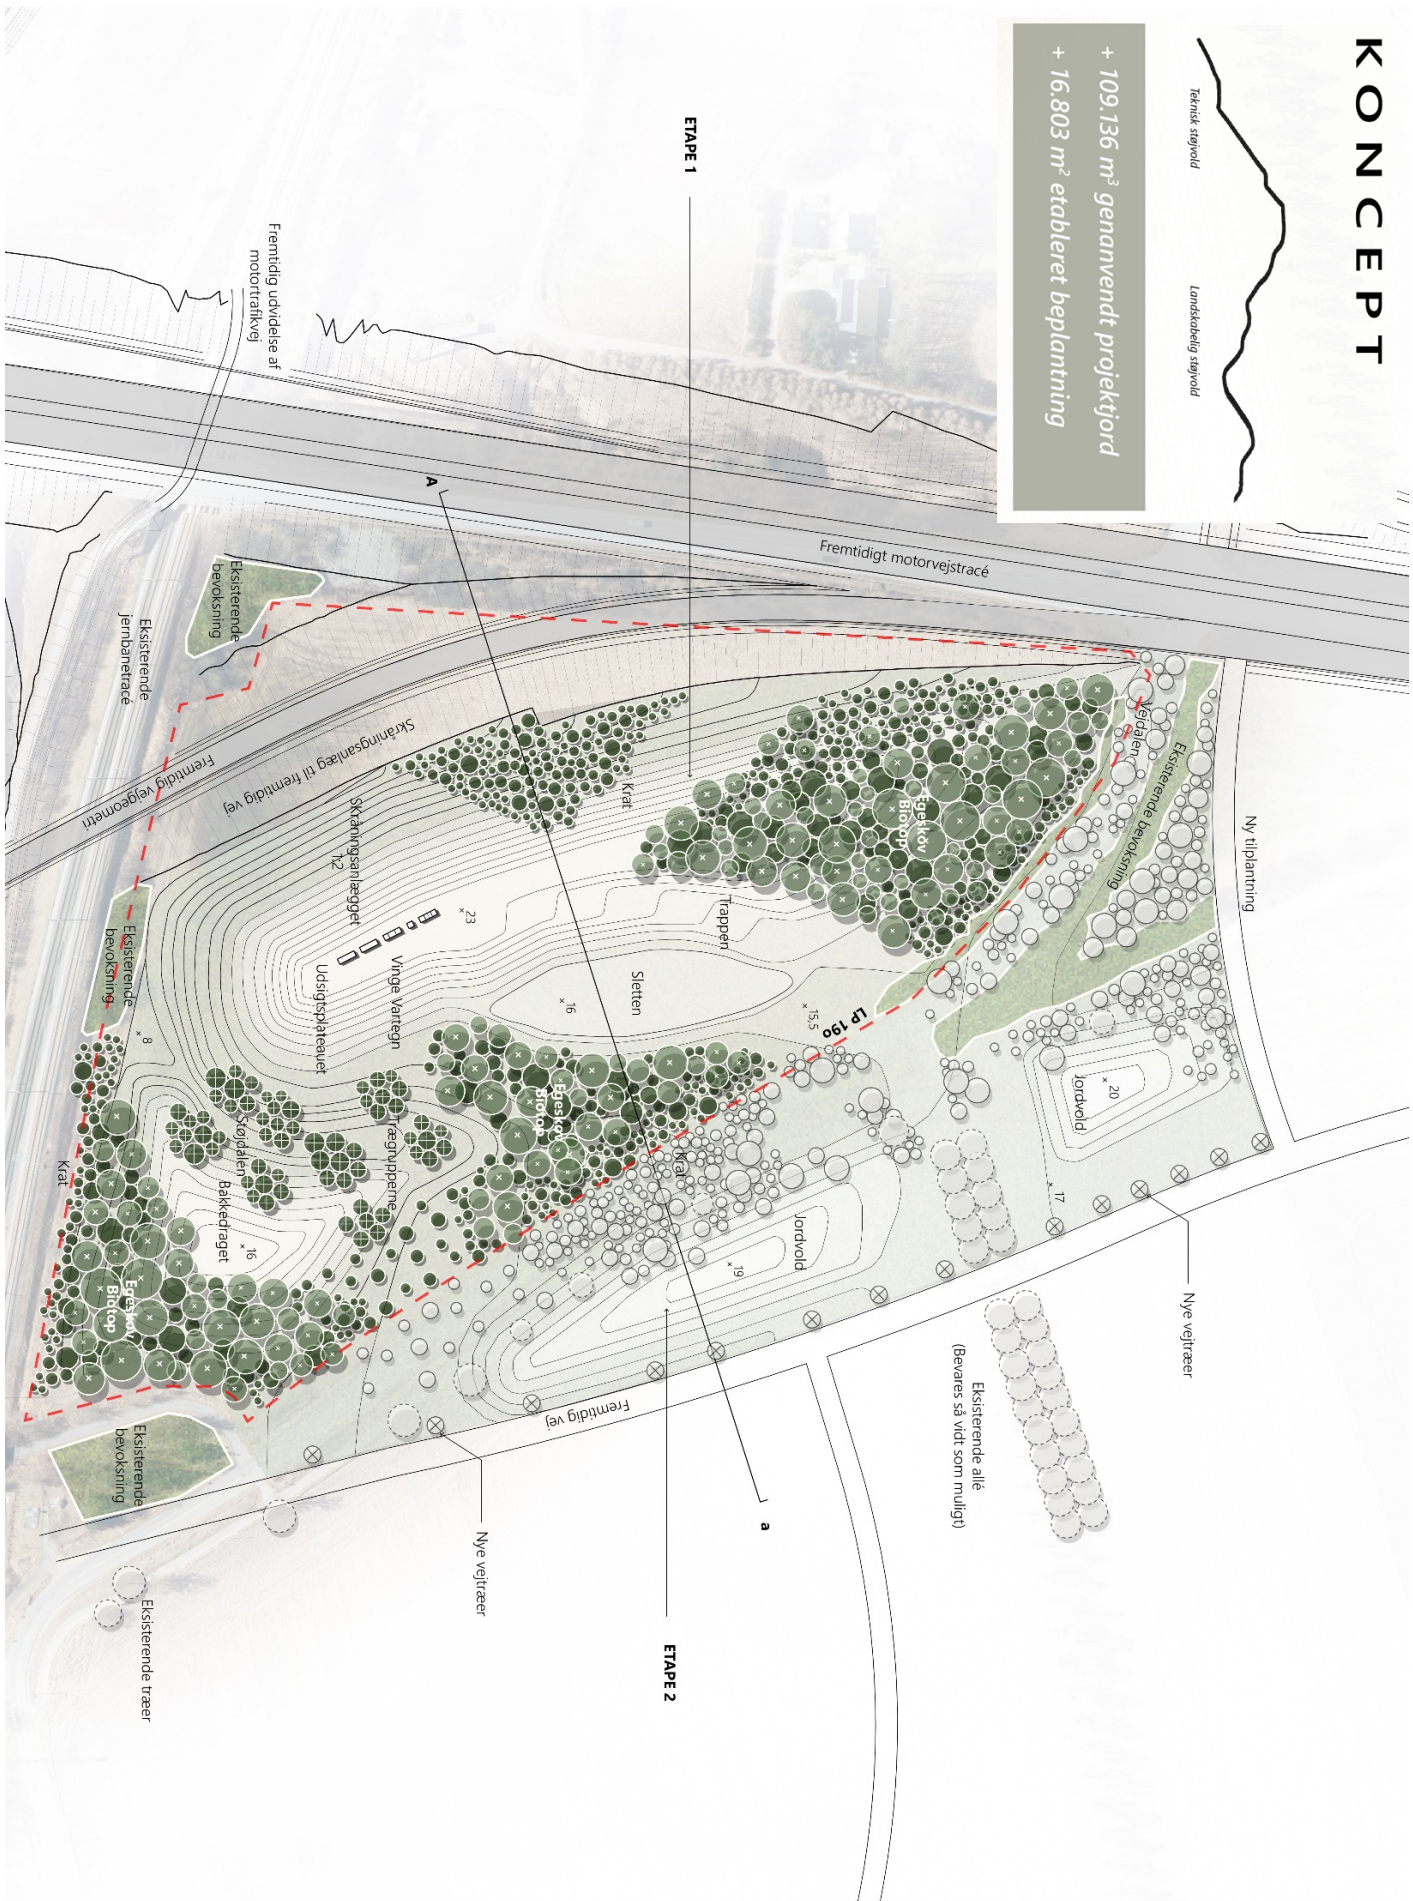 KONCEPT
Teknisk støjvold
Landskabelig støjvold
+ 109.136 m³ genanvendt projektjord
+ 16.803 m² etableret beplantning
ETAPE 1
Fremtidig udvidelse af
motortrafikvej
A
Fremtidigt motorvejstracé
Eksisterende
bevoksning
Eksisterende
jernbanetracé
Fremtidig vejgeometri
Skråningsanlæg til fremtidig vej
Vejdalen
Eksisterende bevoksning
Ny tilplantning
Krat
Egeskov
Biotop
SKråningsanlægget
1:2
Trappen
23
Vinge Vartegn
Udsigtsplateauet
Sletten
16
15,5
LP 190
Eksisterende
bevoksning
8
Jordvold
20
17
Egeskov
Biotop
Trægrupperne
Støjdalen
Bakkedraget
16
Krat
Krat
Jordvold
19
Egeskov
Biotop
Nye vejtræer
Eksisterende allé
(Bevares så vidt som muligt)
Fremtidig vej
Eksisterende
bevoksning
a
Nye vejtræer
Eksisterende træer
ETAPE 2